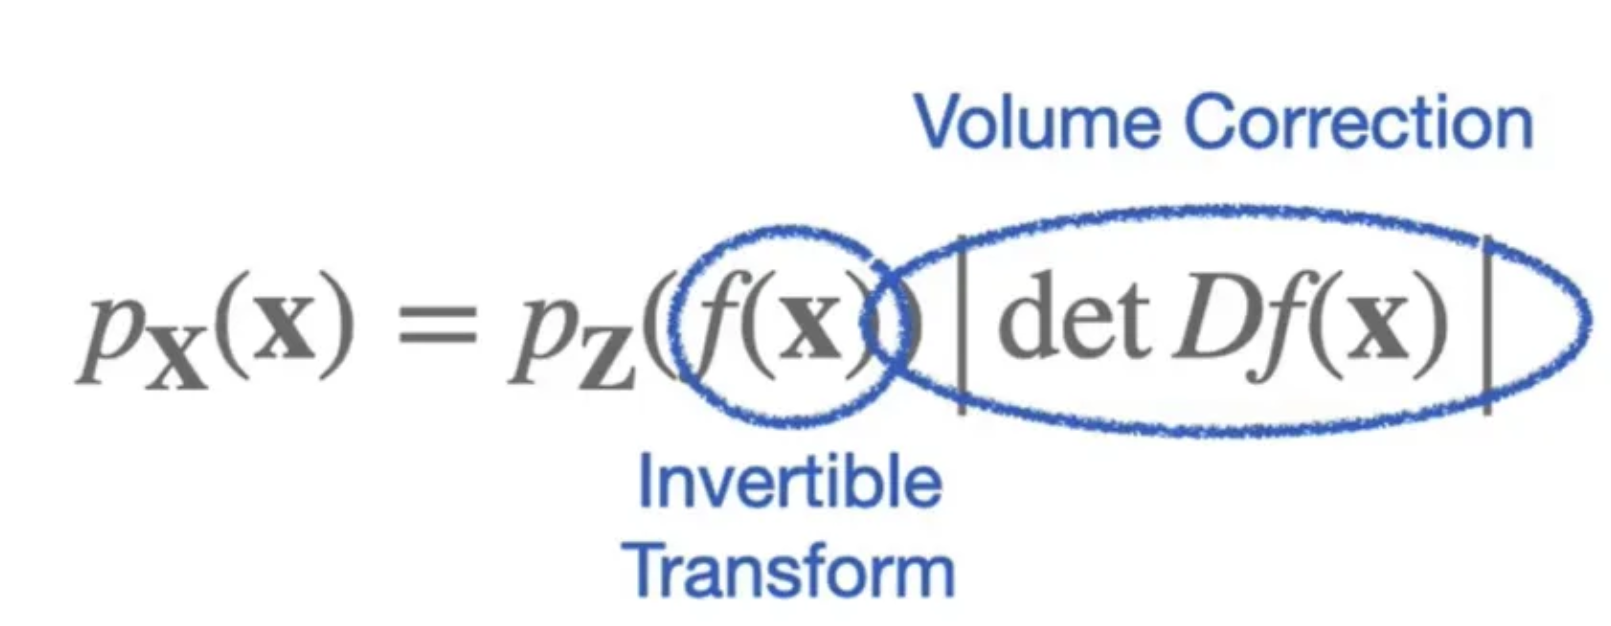 Volume Correction
p_X(x) = p_Z(f(x)) | det Df(x) |
Invertible
Transform